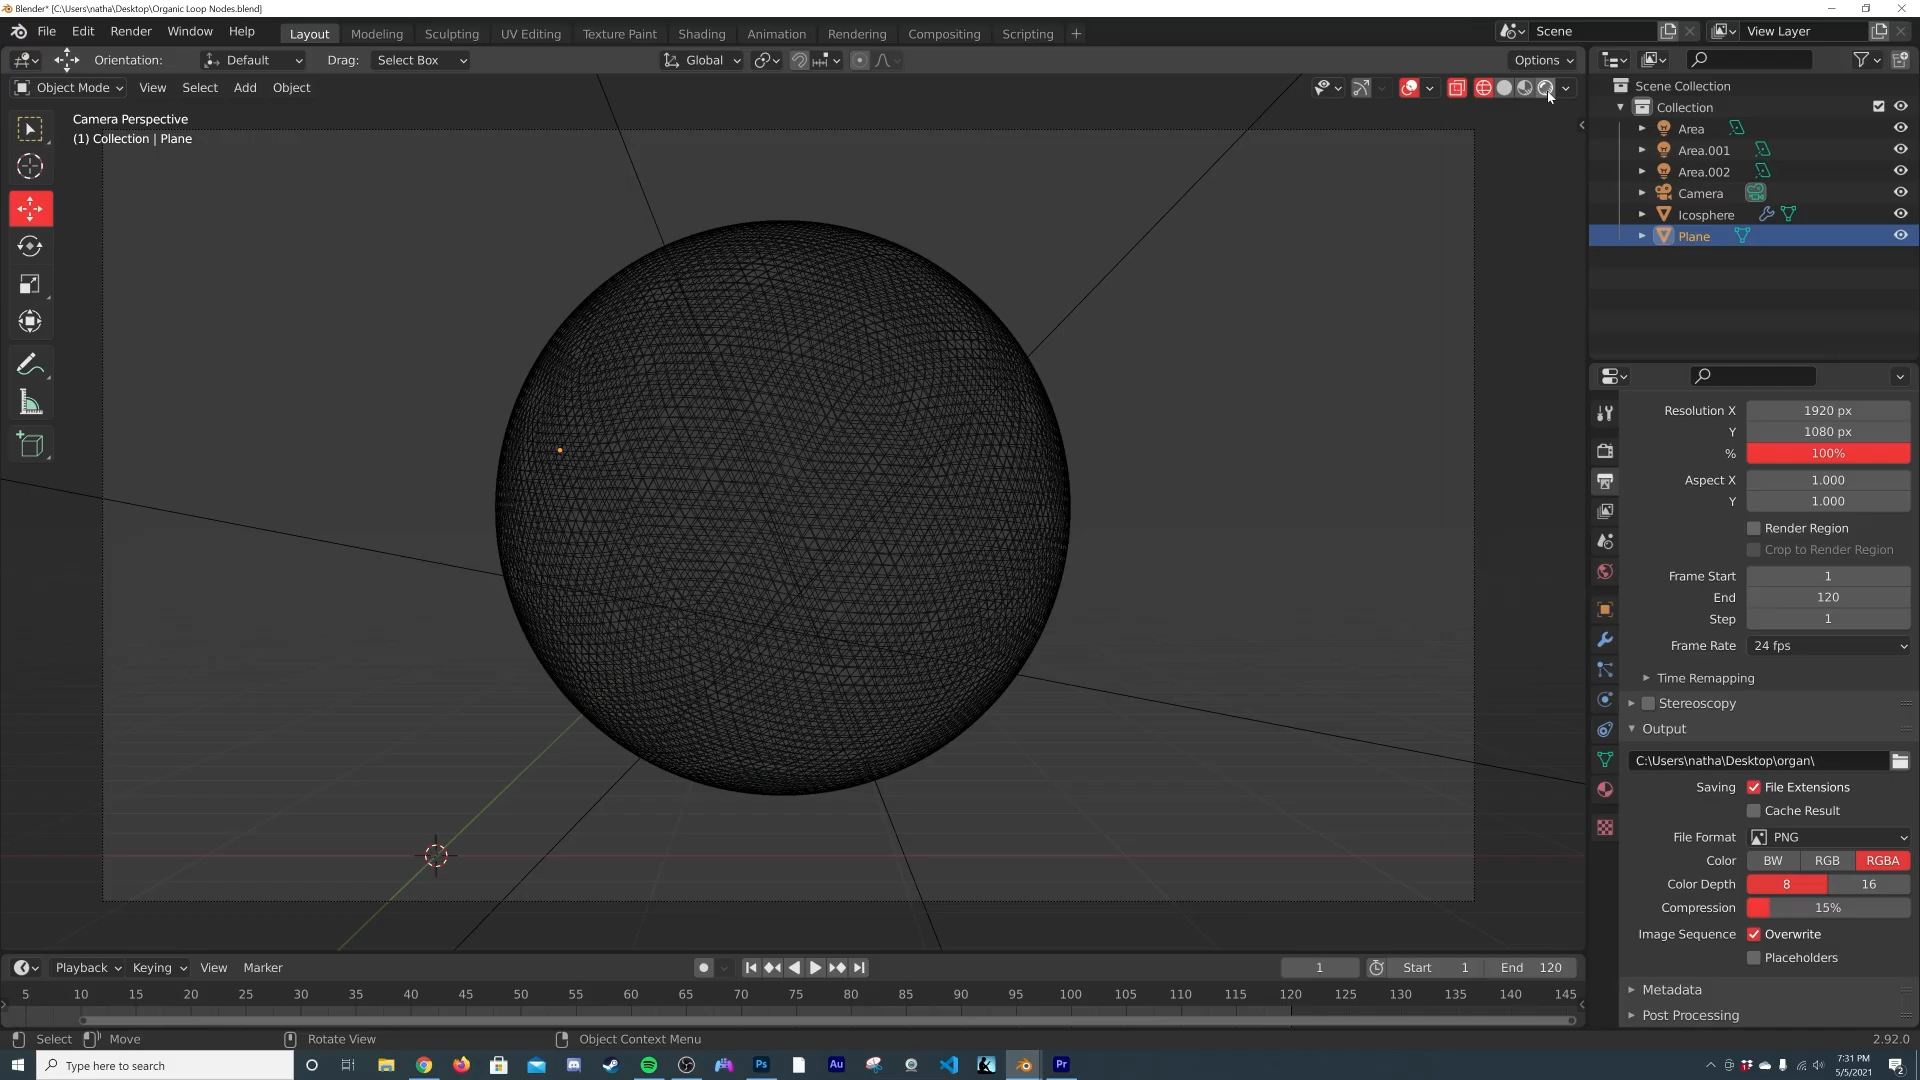 Blender* [C:\Users\natha\Desktop\Organic Loop Nodes.blend]
File Edit Render Window Help
Layout Modeling Sculpting UV Editing Texture Paint Shading Animation Rendering Compositing Scripting +
Scene
View Layer
Orientation: Default Drag: Select Box
Global
Options
Object Mode View Select Add Object
Camera Perspective
(1) Collection | Plane
Scene Collection
Collection
Area
Area.001
Area.002
Camera
Icosphere
Plane
Resolution X 1920 px
Y 1080 px
% 100%
Aspect X 1.000
Y 1.000
Render Region
Crop to Render Region
Frame Start 1
End 120
Step 1
Frame Rate 24 fps
Time Remapping
Stereoscopy
Output
C:\Users\natha\Desktop\organ\
Saving File Extensions
Cache Result
File Format PNG
Color BW RGB RGBA
Color Depth 8 16
Compression 15%
Image Sequence Overwrite
Placeholders
Metadata
Post Processing
Playback Keying View Marker
1 Start 1 End 120
5 10 15 20 25 30 35 40 45 50 55 60 65 70 75 80 85 90 95 100 105 110 115 120 125 130 135 140 145
Select Move Rotate View Object Context Menu
2.92.0
Type here to search
Ps Au Pr
7:31 PM
5/5/2021
2